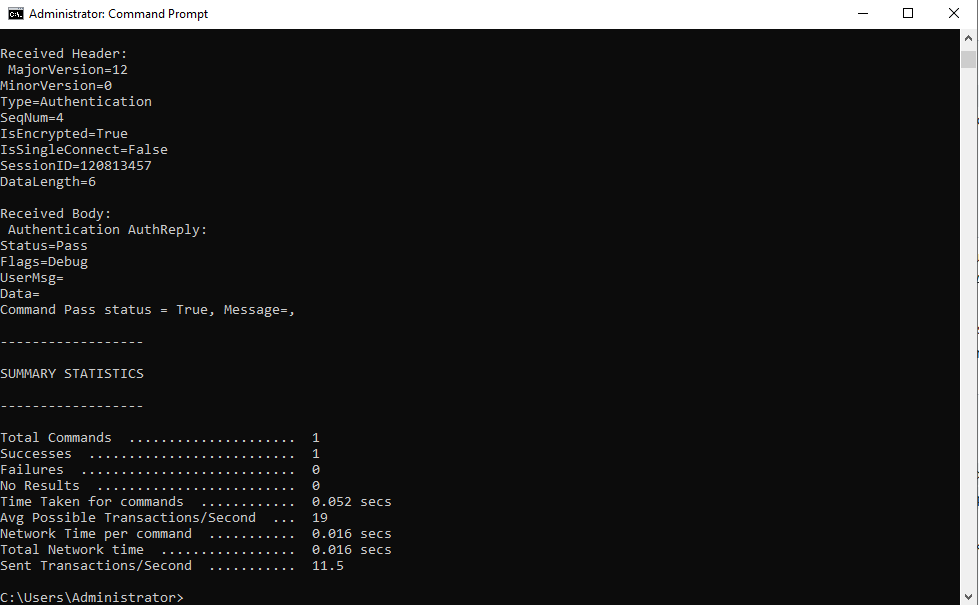 Administrator: Command Prompt
Received Header:
 MajorVersion=12
MinorVersion=0
Type=Authentication
SeqNum=4
IsEncrypted=True
IsSingleConnect=False
SessionID=120813457
DataLength=6
Received Body:
 Authentication AuthReply:
Status=Pass
Flags=Debug
UserMsg=
Data=
Command Pass status = True, Message=,
------------------
SUMMARY STATISTICS
------------------
Total Commands  .....................  1
Successes  ..........................  1
Failures  ...........................  0
No Results  .........................  0
Time Taken for commands  ............  0.052 secs
Avg Possible Transactions/Second  ...  19
Network Time per command  ...........  0.016 secs
Total Network time  .................  0.016 secs
Sent Transactions/Second  ...........  11.5
C:\Users\Administrator>